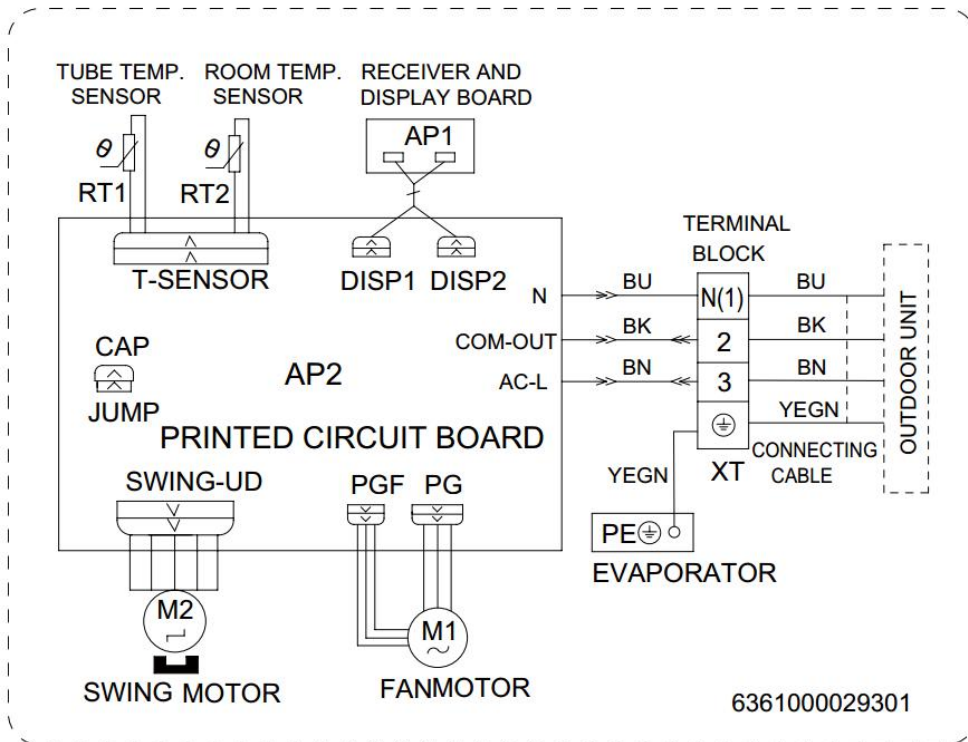 TUBE TEMP.
SENSOR
ROOM TEMP.
SENSOR
RECEIVER AND
DISPLAY BOARD
AP1
θ
RT1
θ
RT2
T-SENSOR
DISP1
DISP2
TERMINAL
BLOCK
N
BU
N(1)
BU
COM-OUT
BK
2
BK
AC-L
BN
3
BN
YEGN
OUTDOOR UNIT
CAP
JUMP
AP2
PRINTED CIRCUIT BOARD
XT
CONNECTING
CABLE
YEGN
SWING-UD
PGF
PG
PE
EVAPORATOR
M2
SWING MOTOR
M1
FANMOTOR
6361000029301